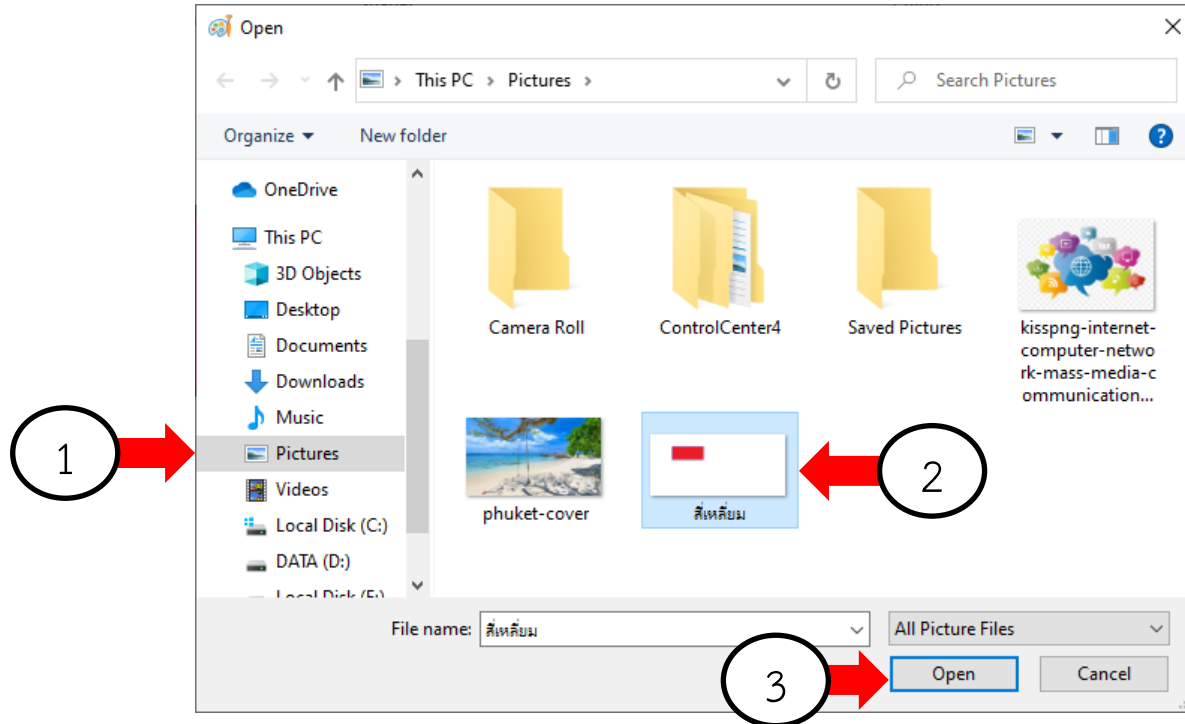 Open
This PC > Pictures >
Search Pictures
Organize
New folder
OneDrive
This PC
3D Objects
Desktop
Documents
Downloads
Music
Pictures
Videos
Local Disk (C:)
DATA (D:)
Local Disk (E:)
Camera Roll
ControlCenter4
Saved Pictures
kisspng-internet-
computer-netwo
rk-mass-media-c
ommunication...
phuket-cover
สี่เหลี่ยม
1
2
File name: สี่เหลี่ยม
All Picture Files
3
Open
Cancel